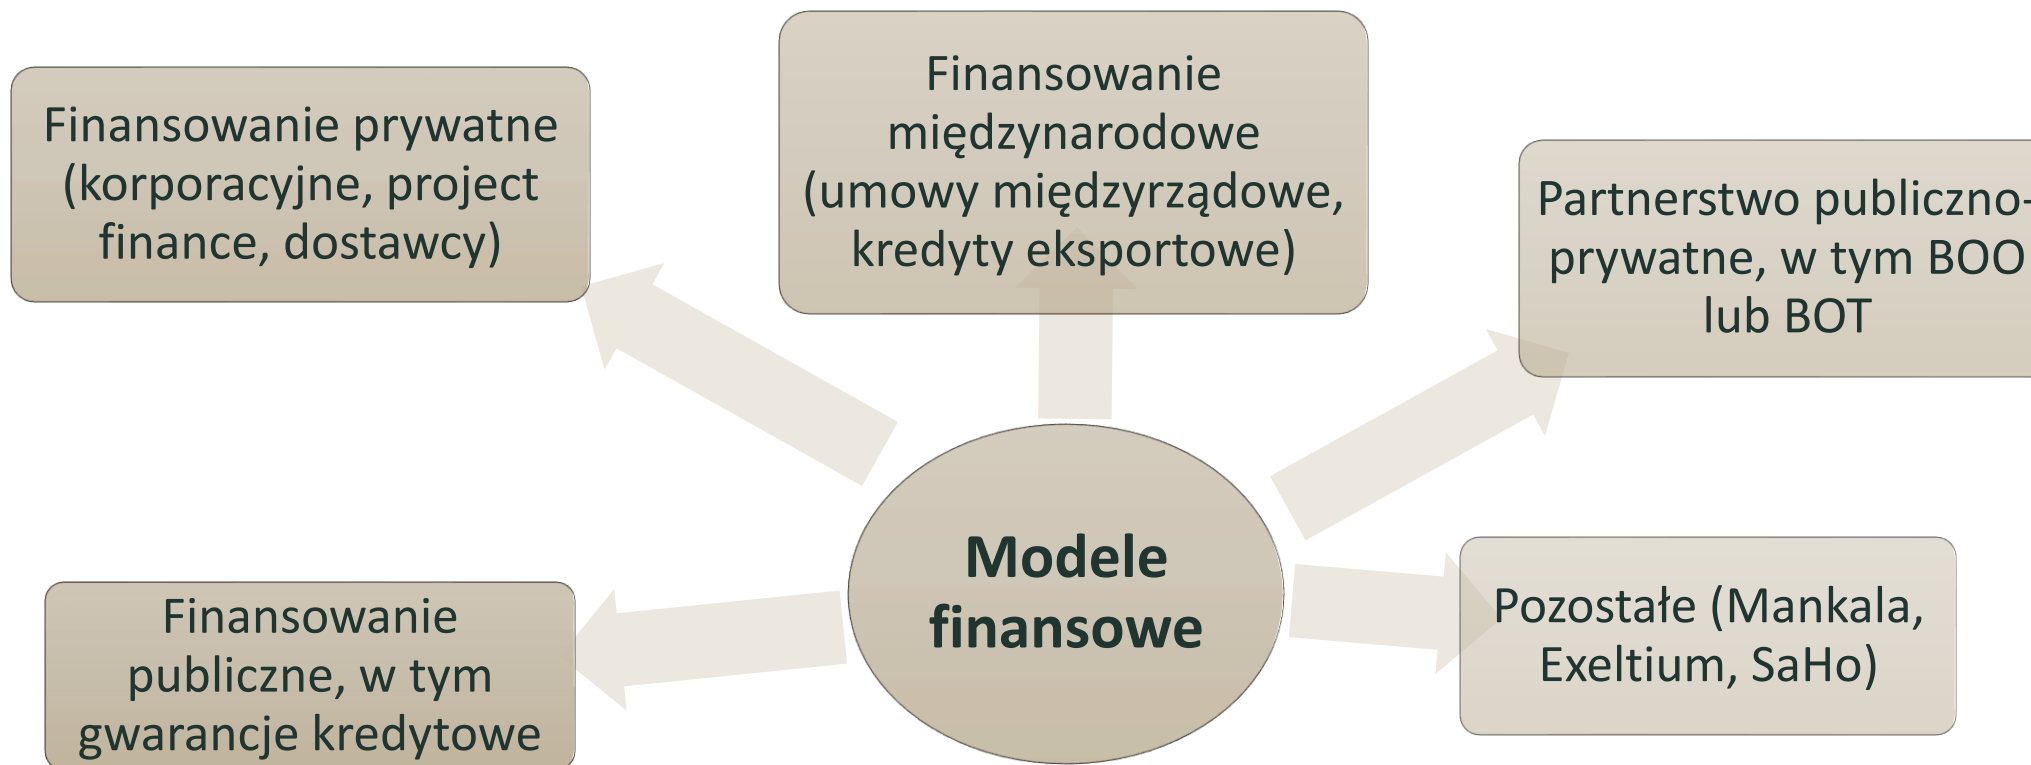 Finansowanie prywatne
(korporacyjne, project
finance, dostawcy)
Finansowanie
międzynarodowe
(umowy międzyrządowe,
kredyty eksportowe)
Partnerstwo publiczno-
prywatne, w tym BOO
lub BOT
Modele
finansowe
Finansowanie
publiczne, w tym
gwarancje kredytowe
Pozostałe (Mankala,
Exeltium, SaHo)